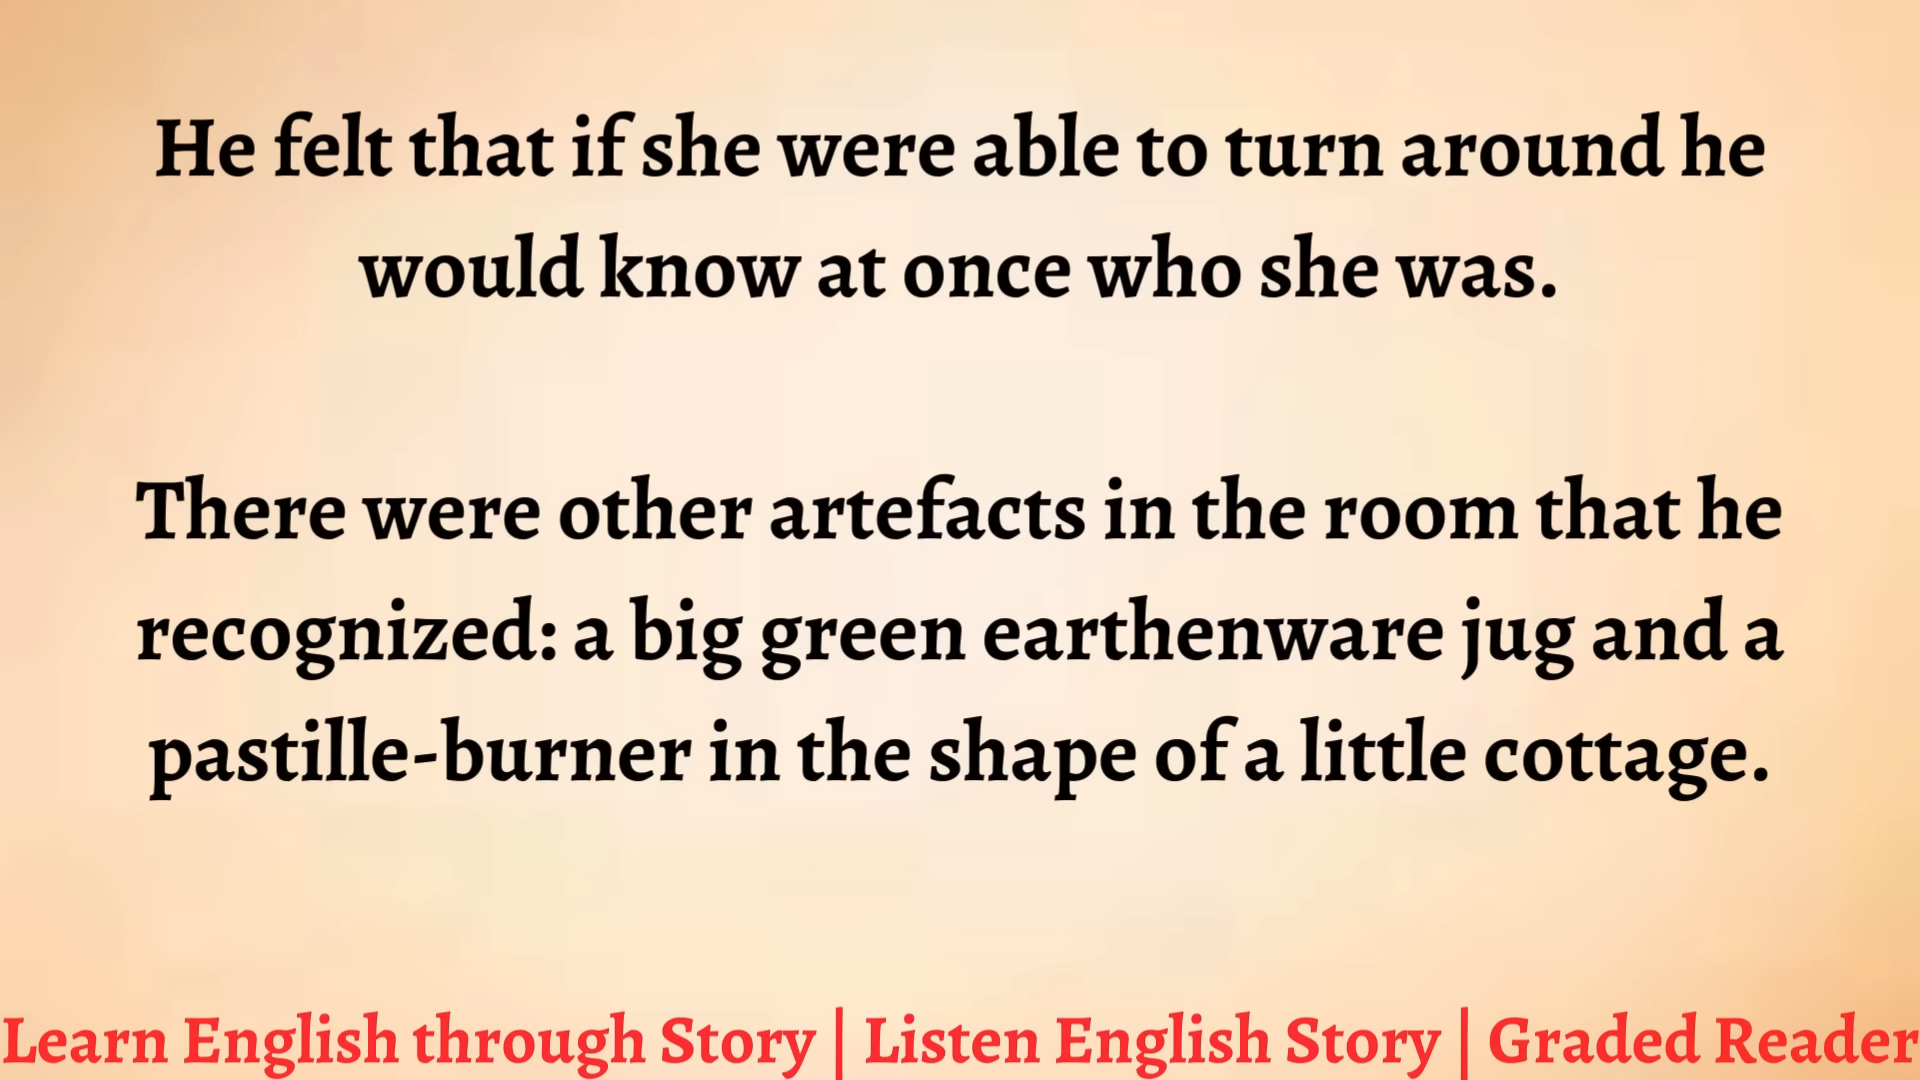 He felt that if she were able to turn around he
would know at once who she was.
There were other artefacts in the room that he
recognized: a big green earthenware jug and a
pastille-burner in the shape of a little cottage.
Learn English through Story | Listen English Story | Graded Reader